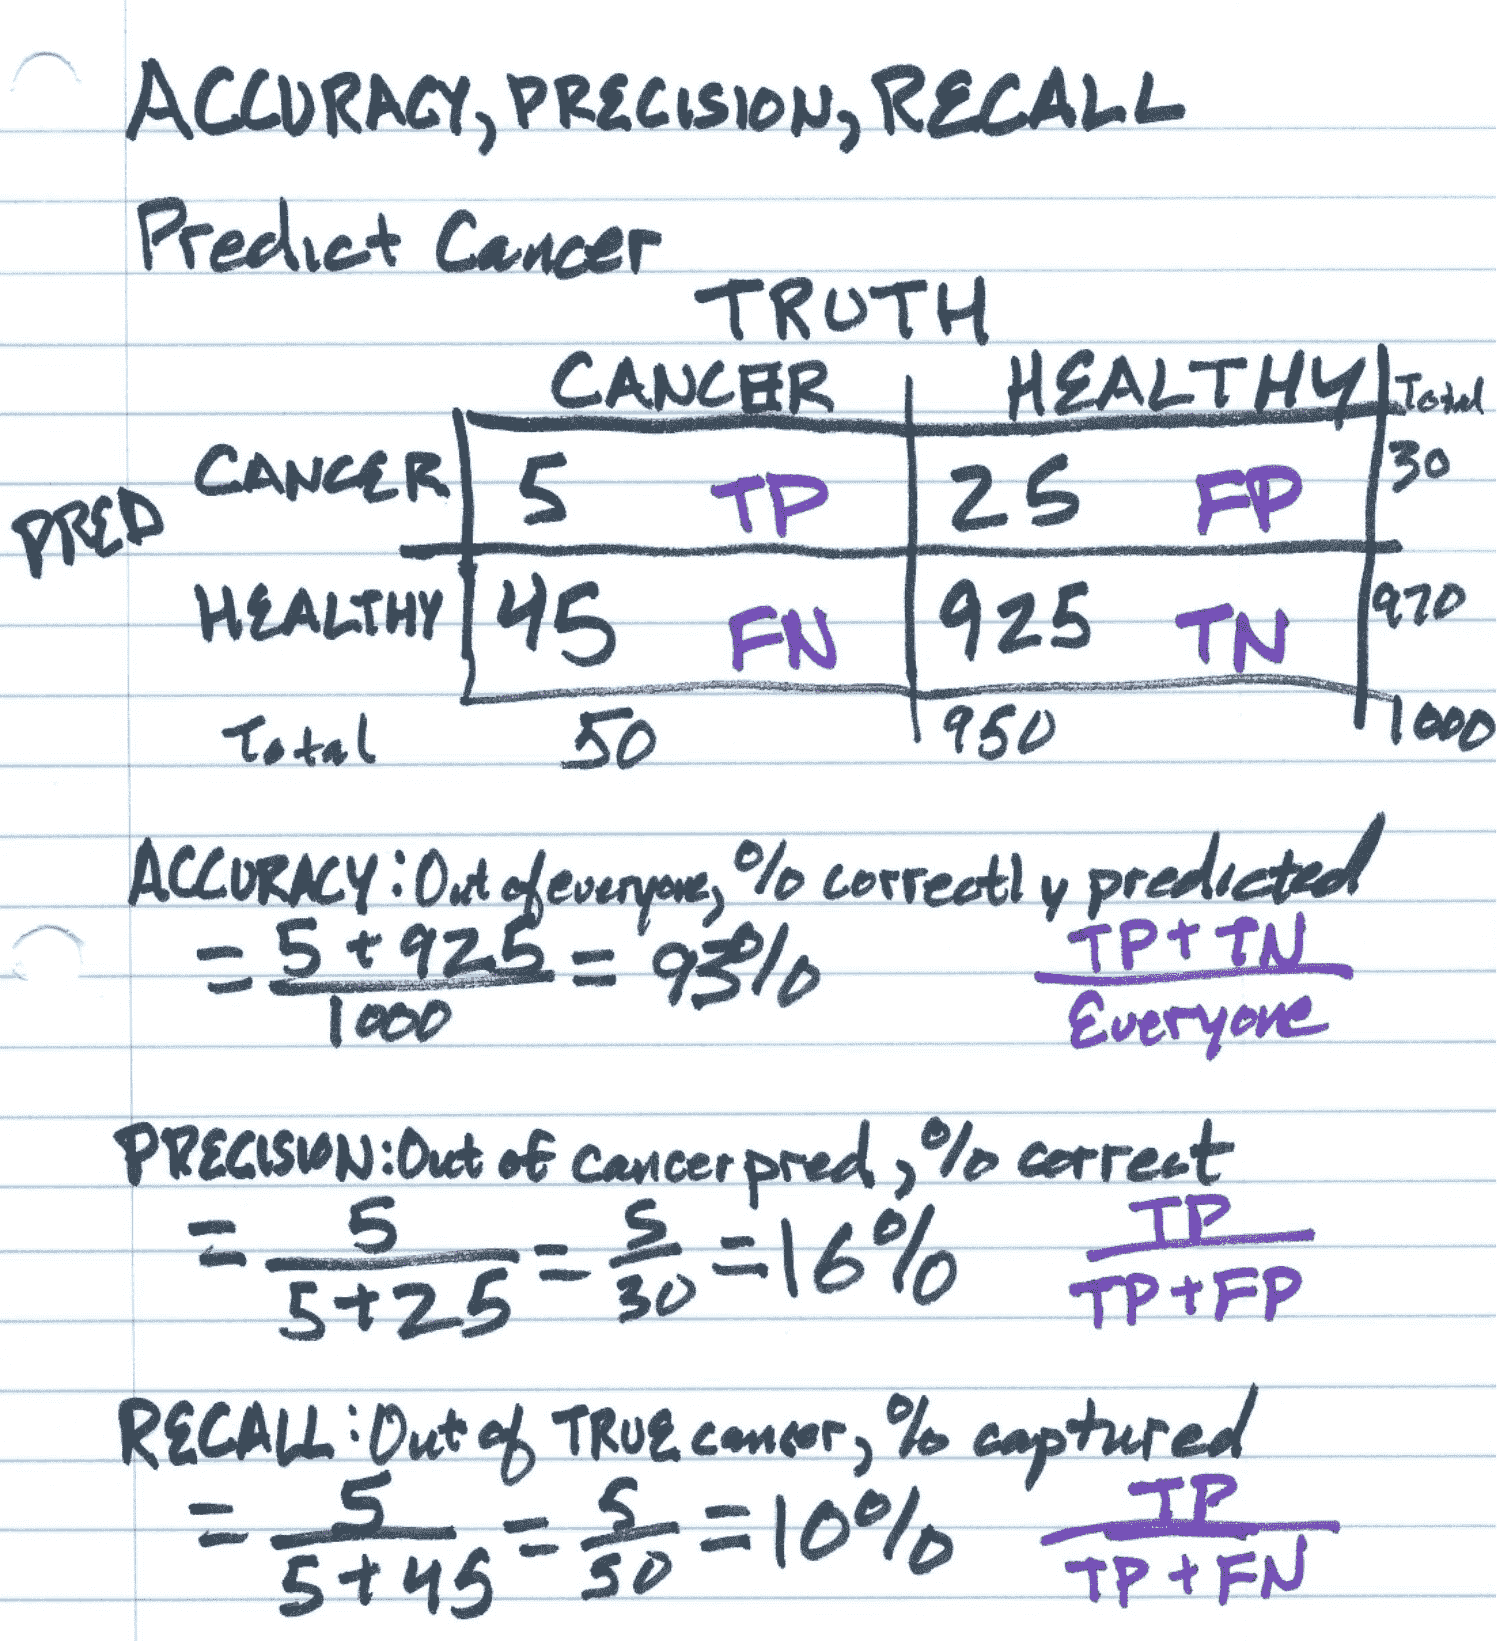 ACCURACY, PRECISION, RECALL
Predict Cancer
TRUTH
CANCER HEALTHY Total
PRED
CANCER 5 TP 25 FP 30
HEALTHY 45 FN 925 TN 970
Total 50 950 1000
ACCURACY: Out of everyone, % correctly predicted
= 5 + 925 / 1000 = 93%
TP + TN / Everyone
PRECISION: Out of cancer pred, % correct
= 5 / 5+25 = 5/30 = 16%
TP / TP+FP
RECALL: Out of TRUE cancer, % captured
= 5 / 5+45 = 5/50 = 10%
TP / TP + FN